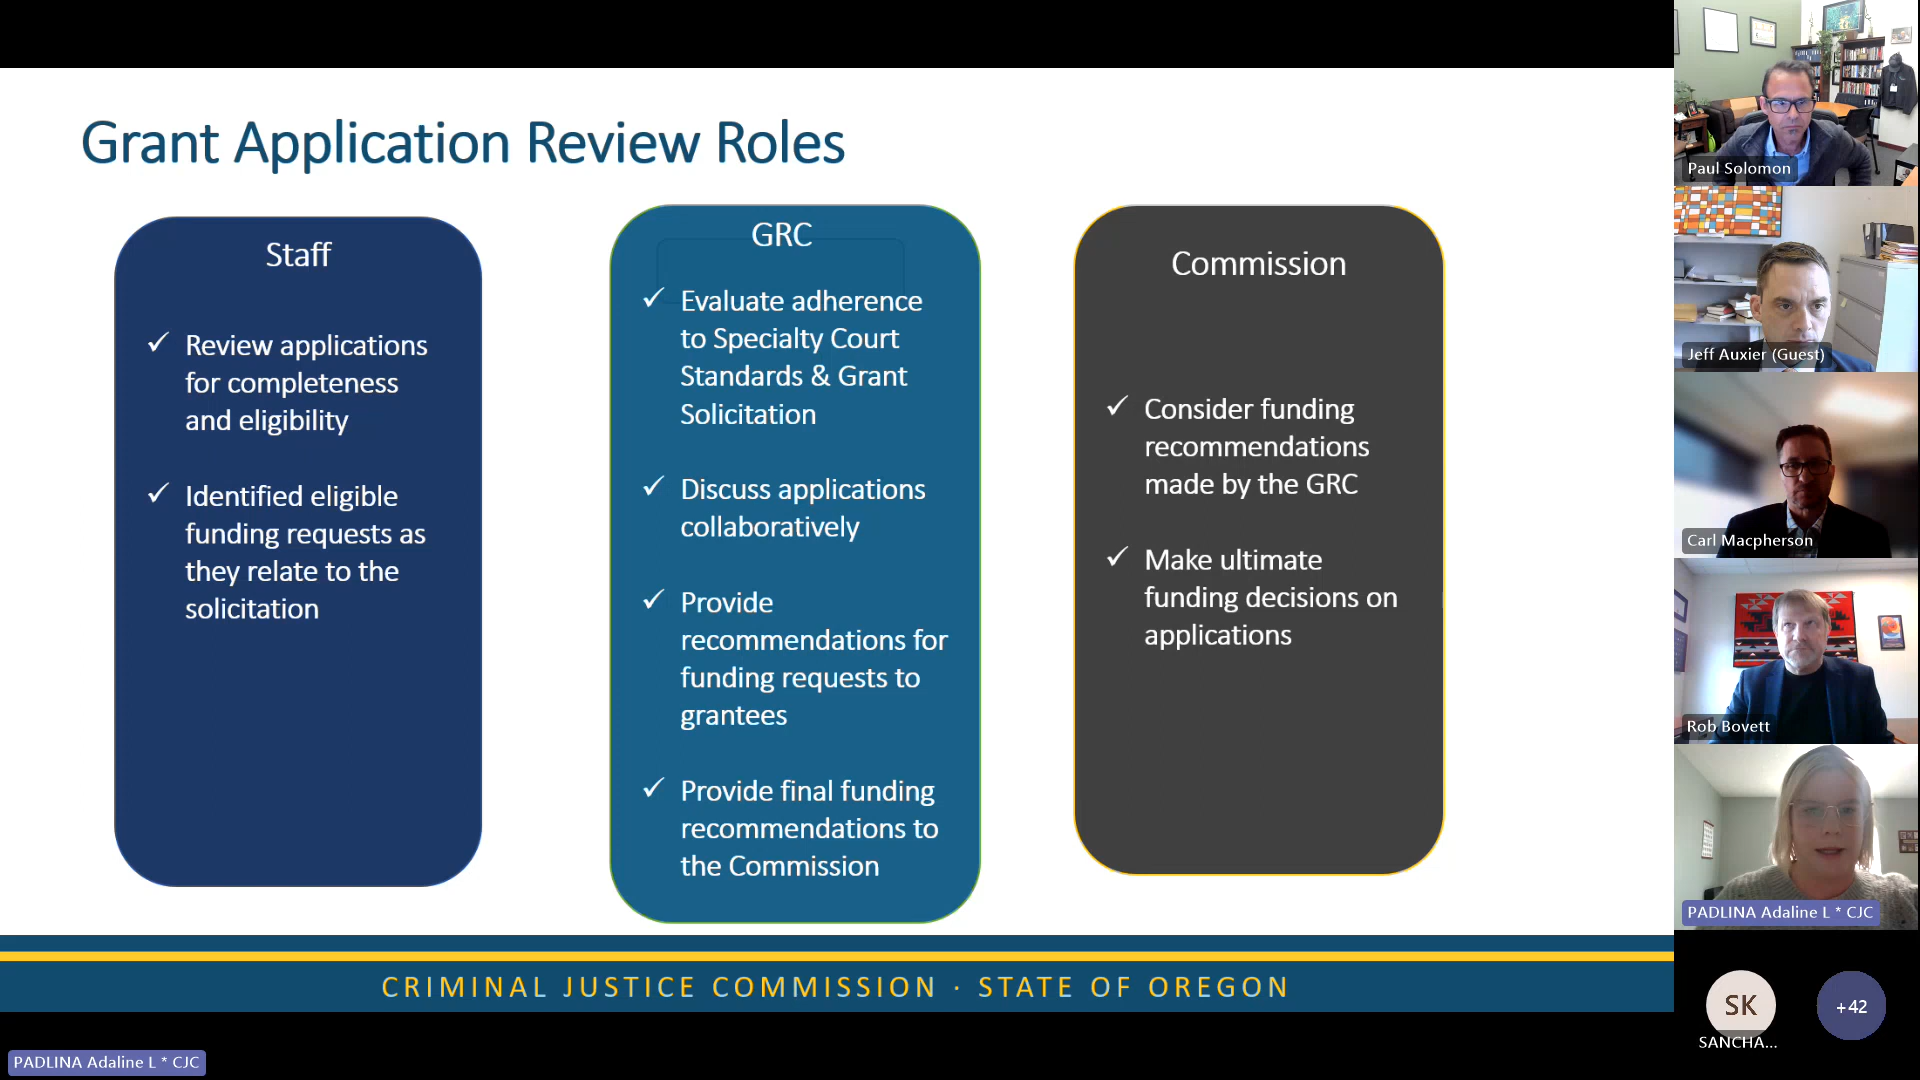 Grant Application Review Roles
Staff
✓ Review applications
for completeness
and eligibility
✓ Identified eligible
funding requests as
they relate to the
solicitation
GRC
✓ Evaluate adherence
to Specialty Court
Standards & Grant
Solicitation
✓ Discuss applications
collaboratively
✓ Provide
recommendations for
funding requests to
grantees
✓ Provide final funding
recommendations to
the Commission
Commission
✓ Consider funding
recommendations
made by the GRC
✓ Make ultimate
funding decisions on
applications
CRIMINAL JUSTICE COMMISSION · STATE OF OREGON
PADLINA Adaline L * CJC
Paul Solomon
Jeff Auxier (Guest)
Carl Macpherson
Rob Bovett
PADLINA Adaline L * CJC
SK
SANCHA...
+42